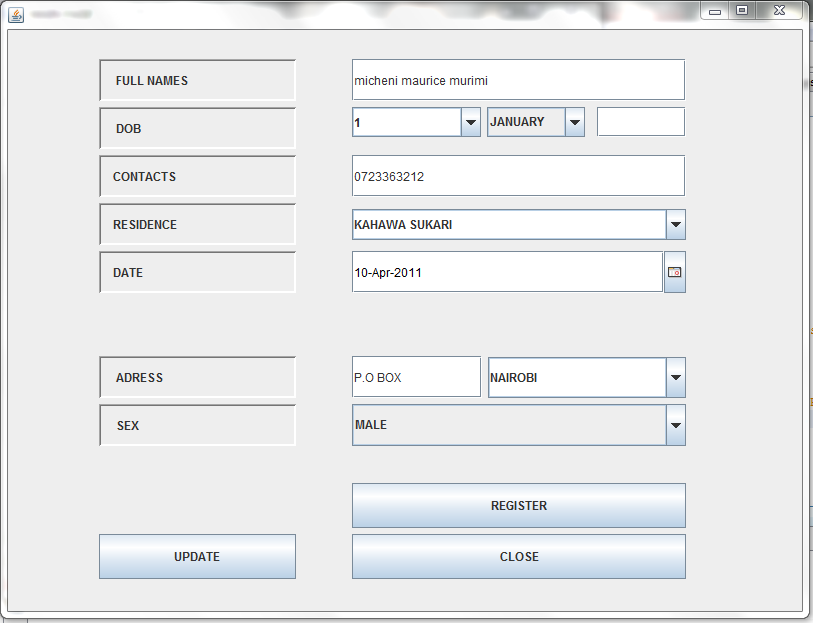 FULL NAMES micheni maurice murimi
DOB 1 JANUARY
CONTACTS 0723363212
RESIDENCE KAHAWA SUKARI
DATE 10-Apr-2011
ADRESS P.O BOX NAIROBI
SEX MALE
REGISTER
UPDATE CLOSE